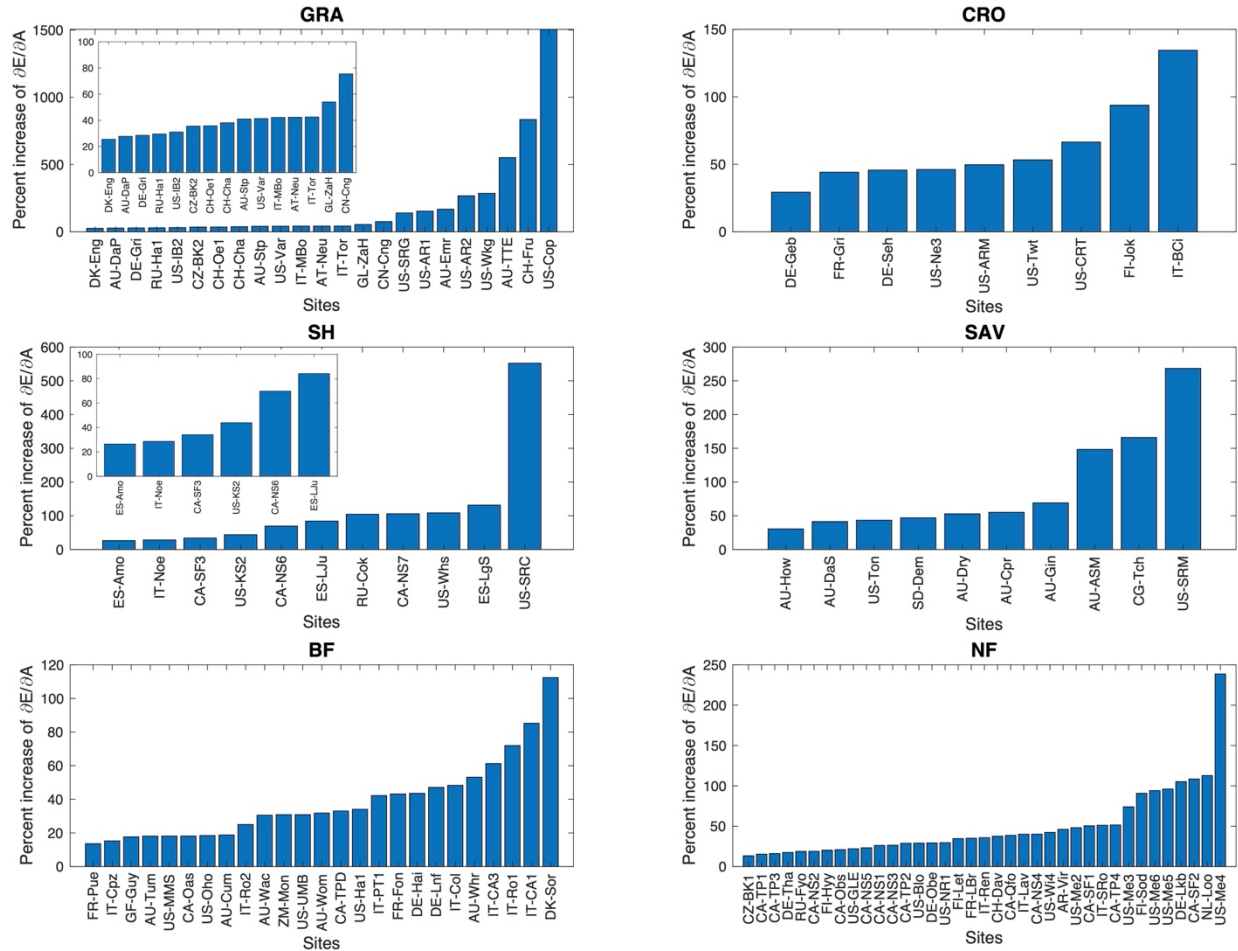 GRA
Percent increase of ∂E/∂A
1500
1000
500
0
100
80
60
40
20
0
DK-Eng
AU-DaP
DE-Gri
RU-Ha1
US-IB2
CZ-BK2
CH-Oe1
CH-Cha
AU-Stp
US-Var
IT-MBo
AT-Neu
IT-Tor
GL-ZaH
CN-Cng
DK-Eng
AU-DaP
DE-Gri
RU-Ha1
US-IB2
CZ-BK2
CH-Oe1
CH-Cha
AU-Stp
US-Var
IT-MBo
AT-Neu
IT-Tor
GL-ZaH
CN-Cng
US-SRG
US-AR1
AU-Emr
US-AR2
US-Wkg
AU-TTE
CH-Fru
US-Cop
Sites
CRO
Percent increase of ∂E/∂A
150
100
50
0
DE-Geb
FR-Gri
DE-Seh
US-Ne3
US-ARM
US-Twt
US-CRT
FI-Jok
IT-BCi
Sites
SH
Percent increase of ∂E/∂A
600
500
400
300
200
100
0
100
80
60
40
20
0
ES-Amo
IT-Noe
CA-SF3
US-KS2
CA-NS6
ES-LJu
ES-Amo
IT-Noe
CA-SF3
US-KS2
CA-NS6
ES-LJu
RU-Cok
CA-NS7
US-Whs
ES-LgS
US-SRC
Sites
SAV
Percent increase of ∂E/∂A
300
250
200
150
100
50
0
AU-How
AU-DaS
US-Ton
SD-Dem
AU-Dry
AU-Cpr
AU-Gin
AU-ASM
CG-Tch
US-SRM
Sites
BF
Percent increase of ∂E/∂A
120
100
80
60
40
20
0
FR-Pue
IT-Cpz
GF-Guy
AU-Tum
US-MMS
CA-Oas
US-Oho
AU-Cum
IT-Ro2
AU-Wac
ZM-Mon
US-UMB
AU-Wom
CA-TPD
US-Ha1
IT-PT1
FR-Fon
DE-Hai
DE-Lnf
IT-Col
AU-Whr
IT-CA3
IT-Ro1
IT-CA1
DK-Sor
Sites
NF
Percent increase of ∂E/∂A
250
200
150
100
50
0
CZ-BK1
CA-TP1
CA-TP3
DE-Tha
RU-Fyo
CA-NS2
FI-Hyy
CA-Obs
US-GLE
CA-NS5
CA-NS1
CA-NS3
CA-TP2
US-Blo
DE-Obe
US-NR1
FI-Let
FR-LBr
IT-Ren
CH-Dav
CA-Qfo
IT-Lav
CA-NS4
US-Wi4
AR-Vir
US-Me2
CA-SF1
IT-SRo
CA-TP4
US-Me3
FI-Sod
US-Me6
US-Me5
DE-Lkb
CA-SF2
NL-Loo
US-Me4
Sites